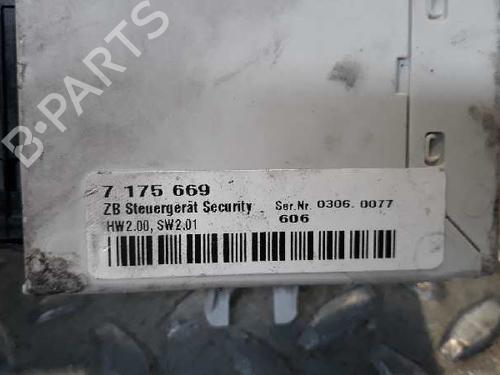 B-PARTS
7 175 669
ZB Steuergerät Security Ser.Nr. 0306. 0077
HW2.00, SW2.01 606